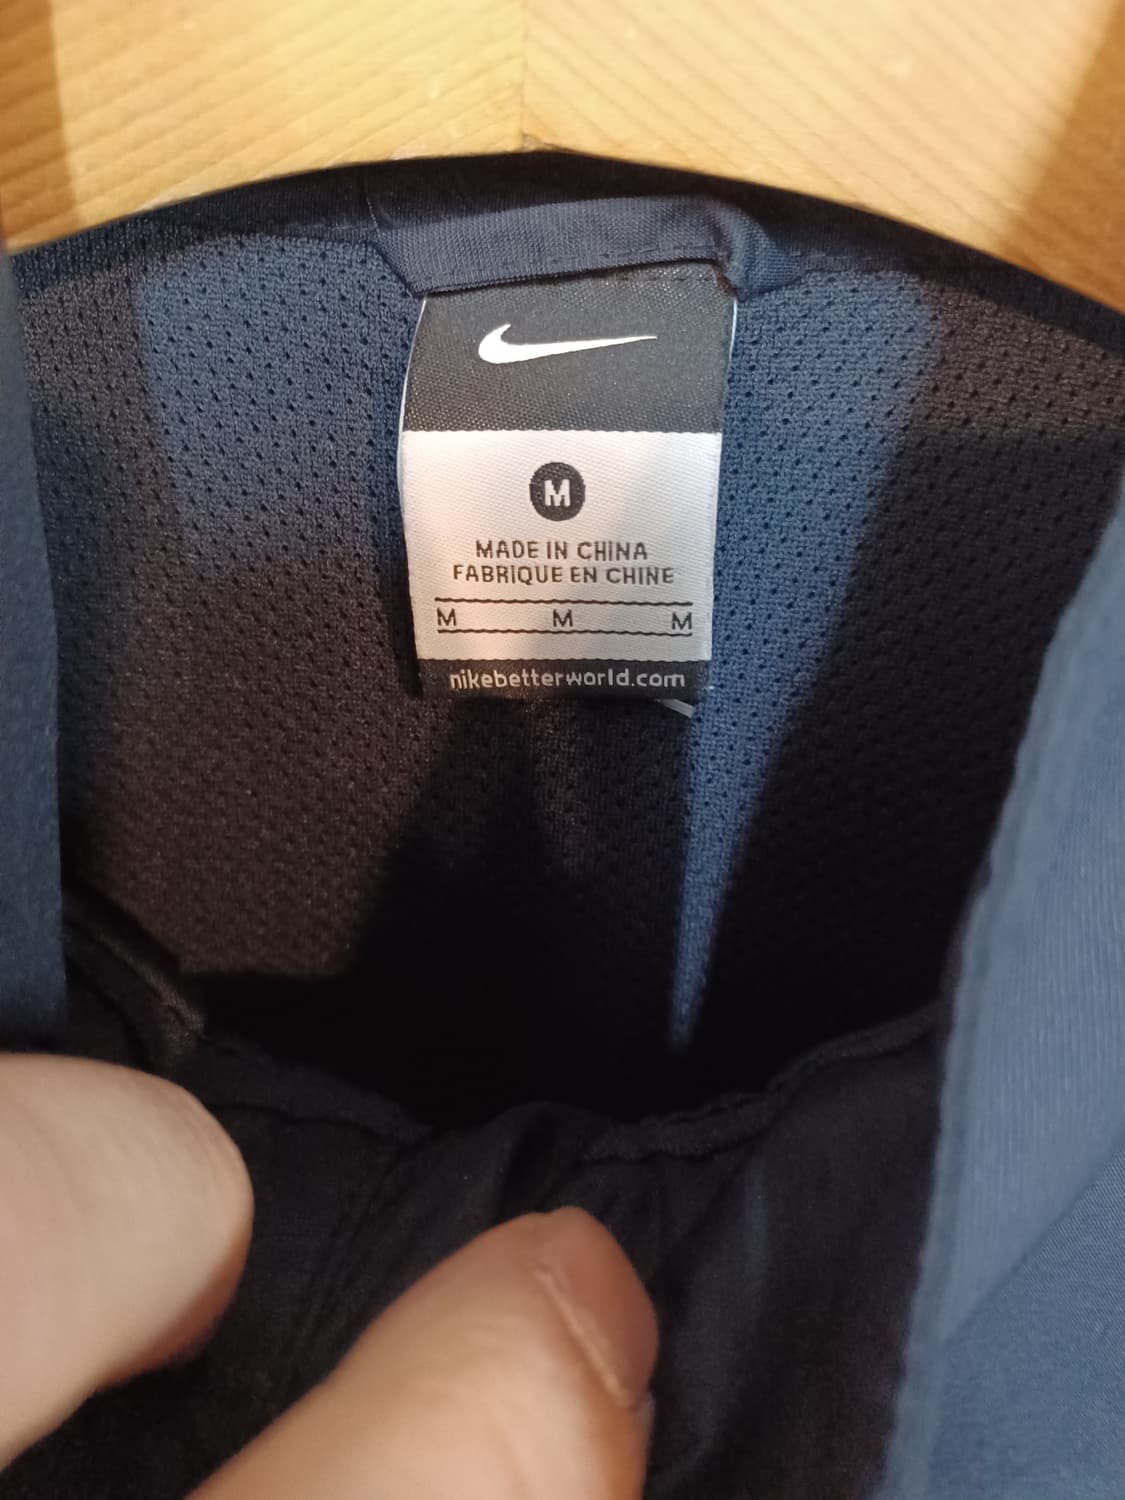 M
MADE IN CHINA
FABRIQUE EN CHINE
M M M
nikebetterworld.com